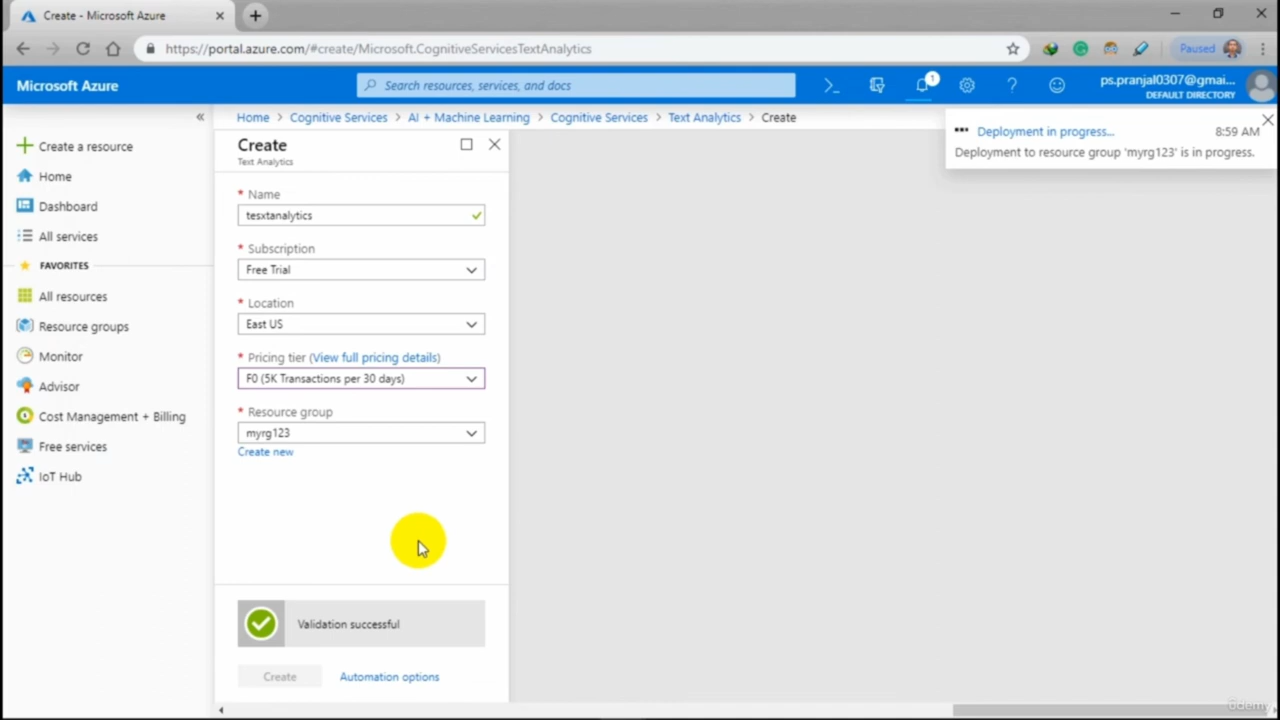 Create - Microsoft Azure
https://portal.azure.com/#create/Microsoft.CognitiveServicesTextAnalytics
Paused
Microsoft Azure
Search resources, services, and docs
1
ps.pranjal0307@gmai...
DEFAULT DIRECTORY
Home > Cognitive Services > AI + Machine Learning > Cognitive Services > Text Analytics > Create
Deployment in progress...
8:59 AM
Deployment to resource group 'myrg123' is in progress.
Create a resource
Home
Dashboard
All services
FAVORITES
All resources
Resource groups
Monitor
Advisor
Cost Management + Billing
Free services
IoT Hub
Create
Text Analytics
* Name
tesxtanalytics
* Subscription
Free Trial
* Location
East US
* Pricing tier (View full pricing details)
F0 (5K Transactions per 30 days)
* Resource group
myrg123
Create new
Validation successful
Create
Automation options
ûdemy